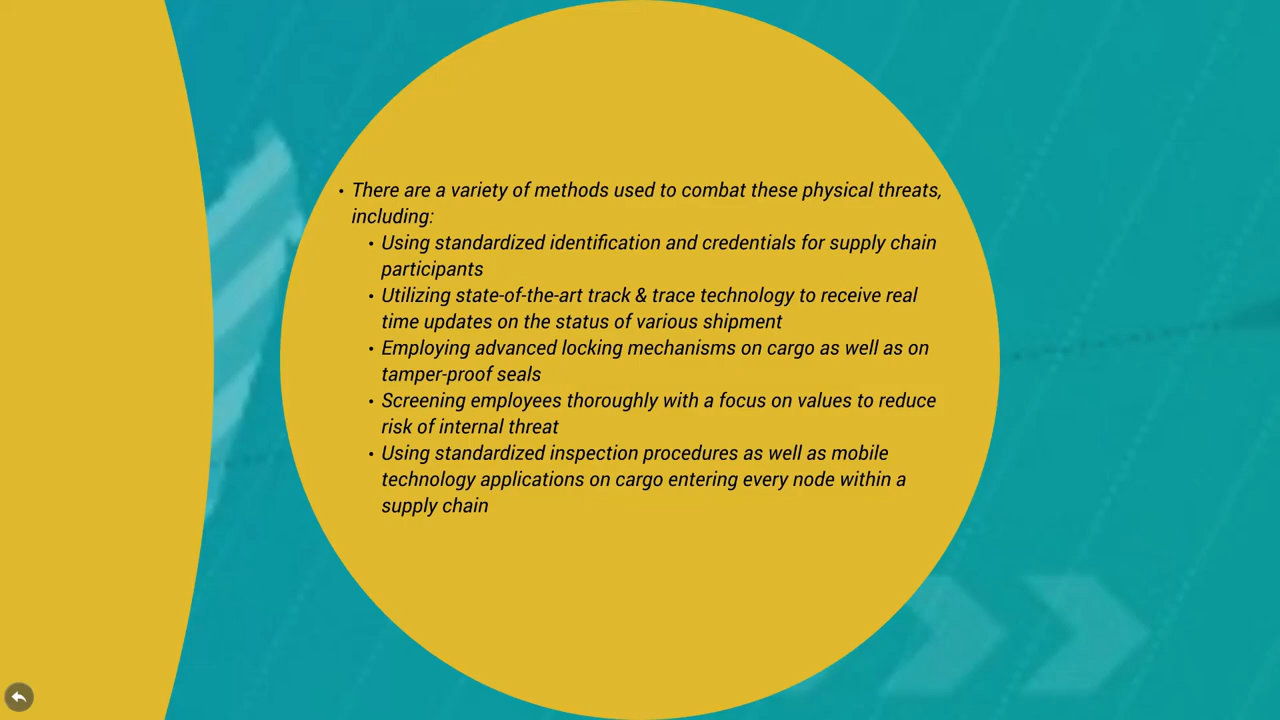 • There are a variety of methods used to combat these physical threats,
including:
• Using standardized identification and credentials for supply chain
participants
• Utilizing state-of-the-art track & trace technology to receive real
time updates on the status of various shipment
• Employing advanced locking mechanisms on cargo as well as on
tamper-proof seals
• Screening employees thoroughly with a focus on values to reduce
risk of internal threat
• Using standardized inspection procedures as well as mobile
technology applications on cargo entering every node within a
supply chain